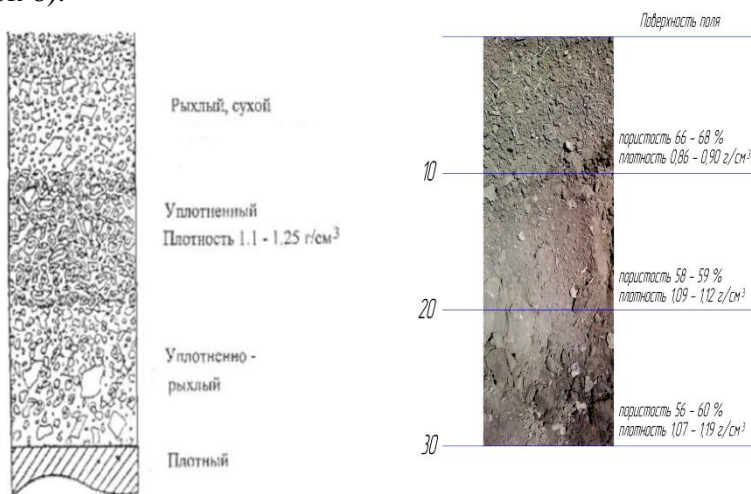 Рыхлый, сухой
Уплотненный
Плотность 1.1 - 1.25 г/см³
Уплотненно -
рыхлый
Плотный
Поверхность поля
пористость 66 - 68 %
плотность 0,86 - 0,90 г/см³
10
пористость 58 - 59 %
плотность 1,09 - 1,12 г/см³
20
пористость 56 - 60 %
плотность 1,07 - 1,19 г/см³
30